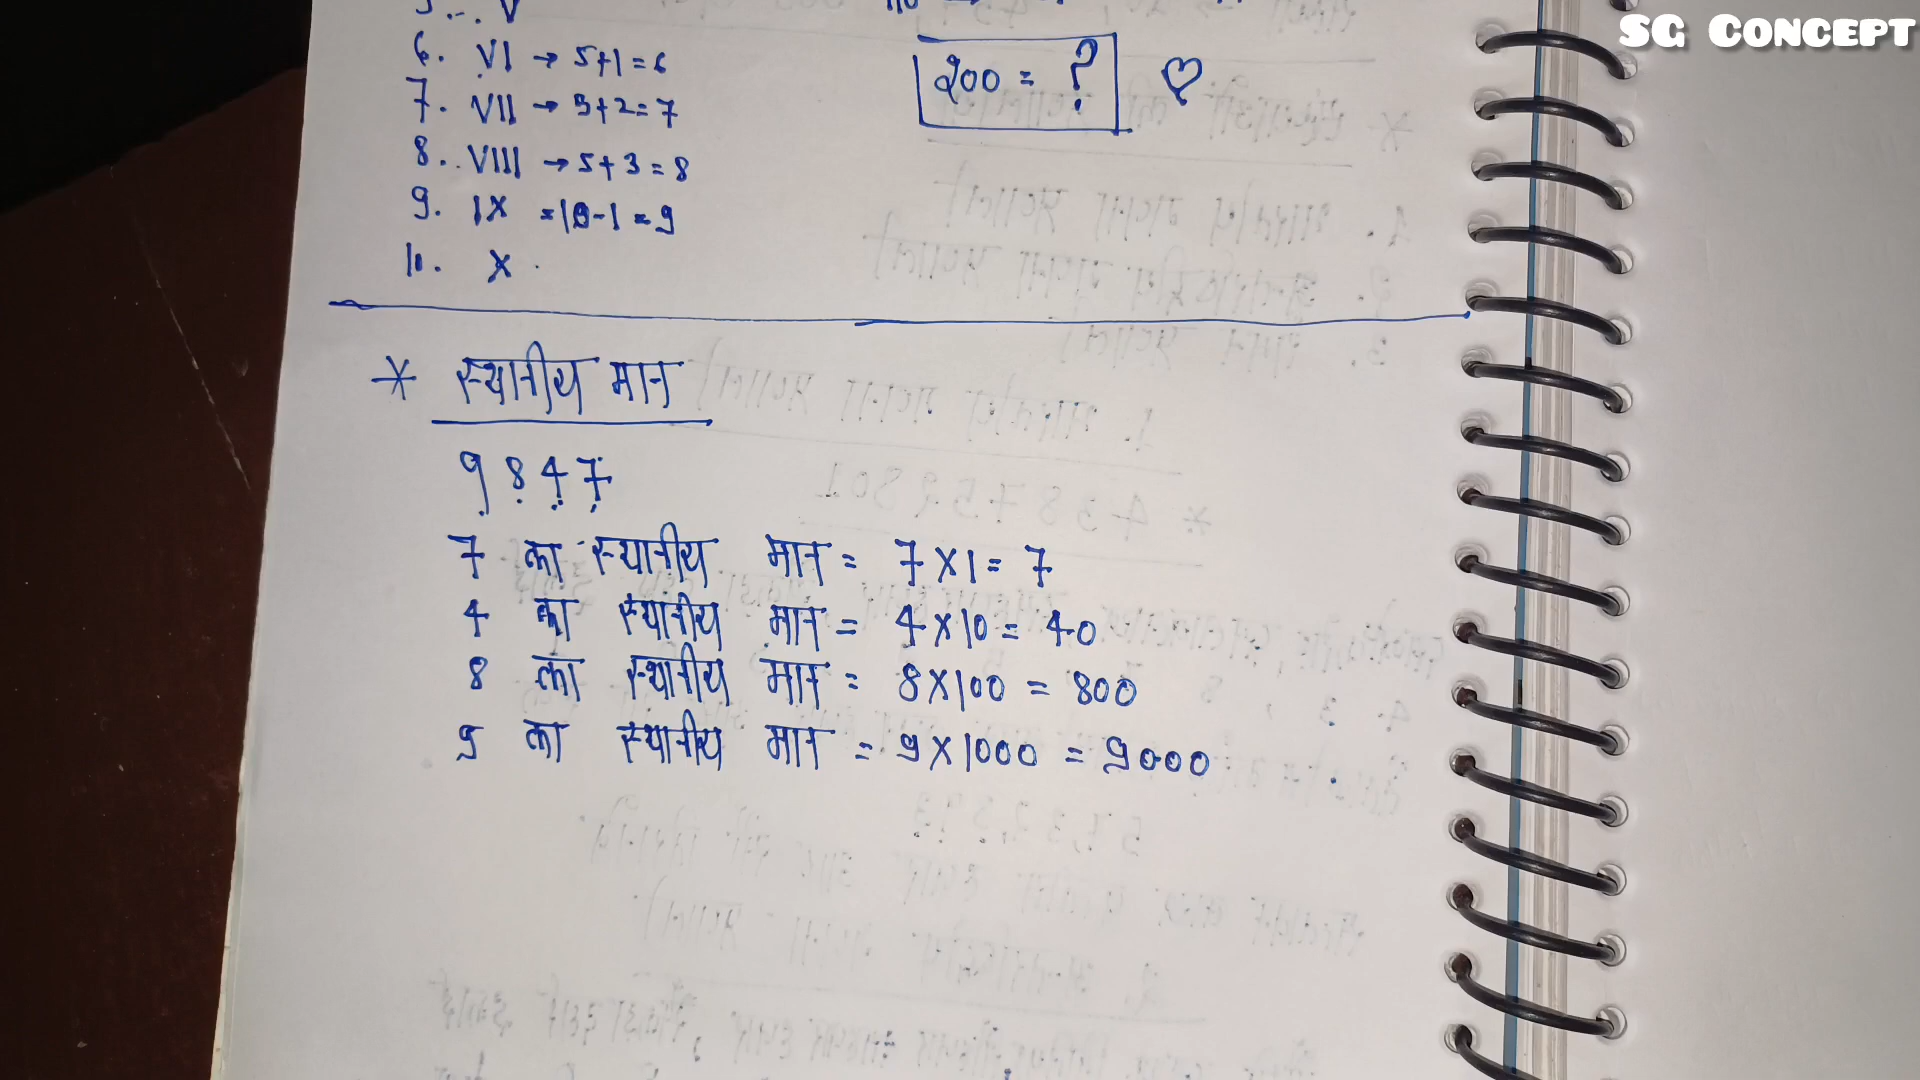 SG Concept
5... V
6. VI → 5+1=6
7. VII → 5+2=7
8.. VIII → 5+3=8
9. IX =10-1=9
10. X
200 = ?
* स्थानीय मान
9847
7 का स्थानीय मान = 7×1= 7
4 का स्थानीय मान = 4×10= 40
8 का स्थानीय मान = 8×100 = 800
9 का स्थानीय मान = 9×1000 = 9000